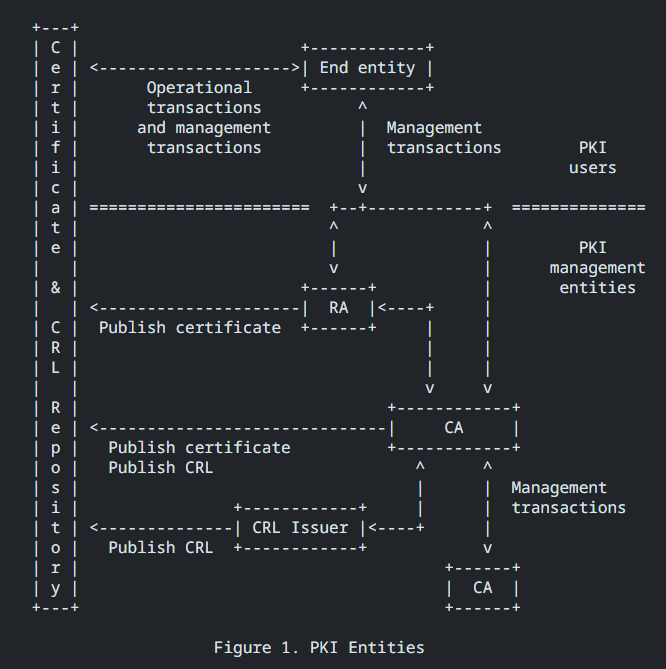 +---+
| C |                       +------------+
| e | <-------------------->| End entity |
| r |       Operational     +------------+
| t |       transactions          ^
| i |      and management         |  Management
| f |       transactions          |  transactions        PKI
| i |                             |                     users
| c |                             v
| a | =======================  +--+------------+  ==============
| t |                          ^               ^
| e |                          |               |         PKI
|   |                          v               |      management
| & |                       +------+           |       entities
|   | <---------------------|  RA  |<----+     |
| C |  Publish certificate  +------+     |     |
| R |                                    |     |
| L |                                    |     |
|   |                                    v     v
| R |                                +------------+
| e | <------------------------------|     CA     |
| p |   Publish certificate          +------------+
| o |   Publish CRL                     ^      ^
| s |                                   |      |  Management
| i |                +------------+     |      |  transactions
| t | <--------------| CRL Issuer |<----+      |
| o |   Publish CRL  +------------+            v
| r |                                      +------+
| y |                                      |  CA  |
+---+                                      +------+
Figure 1. PKI Entities